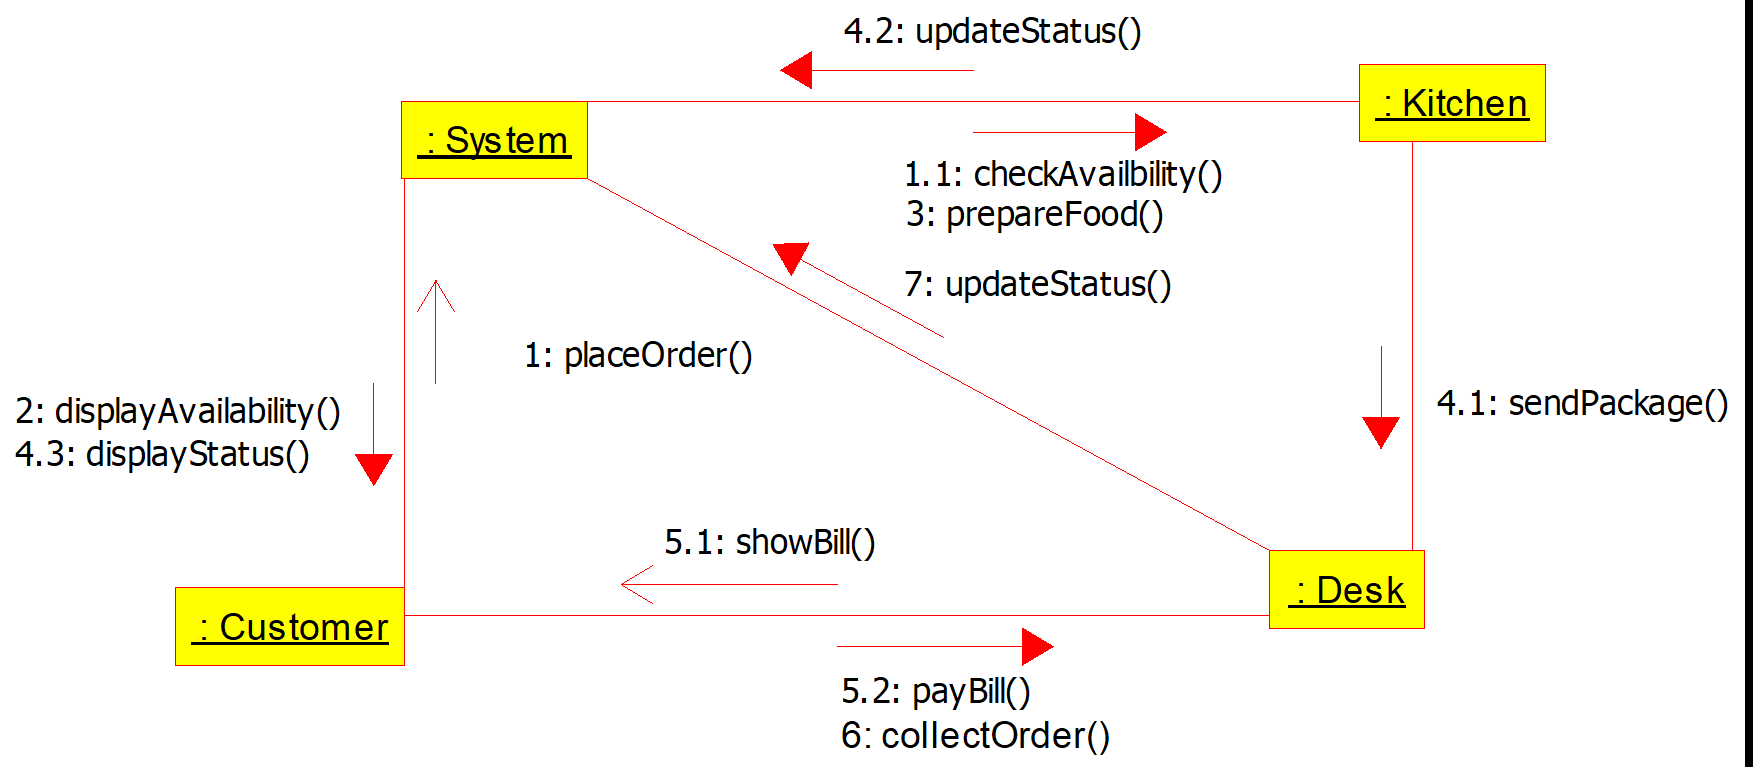 4.2: updateStatus()
: Kitchen
: System
1.1: checkAvailbility()
3: prepareFood()
7: updateStatus()
1: placeOrder()
2: displayAvailability()
4.3: displayStatus()
4.1: sendPackage()
5.1: showBill()
: Desk
: Customer
5.2: payBill()
6: collectOrder()